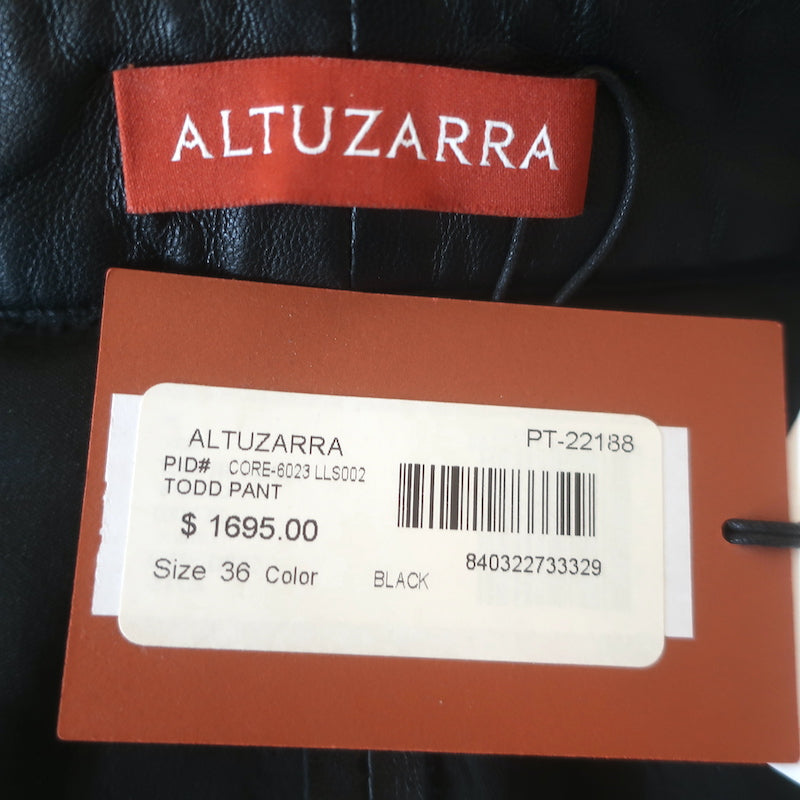 ALTUZARRA
ALTUZARRA PT-22188
PID# CORE-6023 LLS002
TODD PANT
$ 1695.00
840322733329
Size 36 Color BLACK